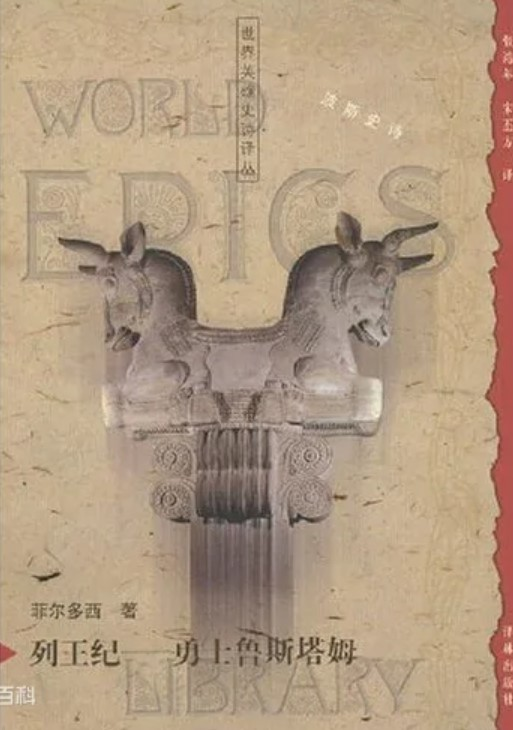 世界英雄史诗译丛
WORLD
EPICS
波斯史诗
张鸿年 宋丕方 译
菲尔多西 著
列王纪——勇士鲁斯塔姆
LIBRARY
百科
译林出版社